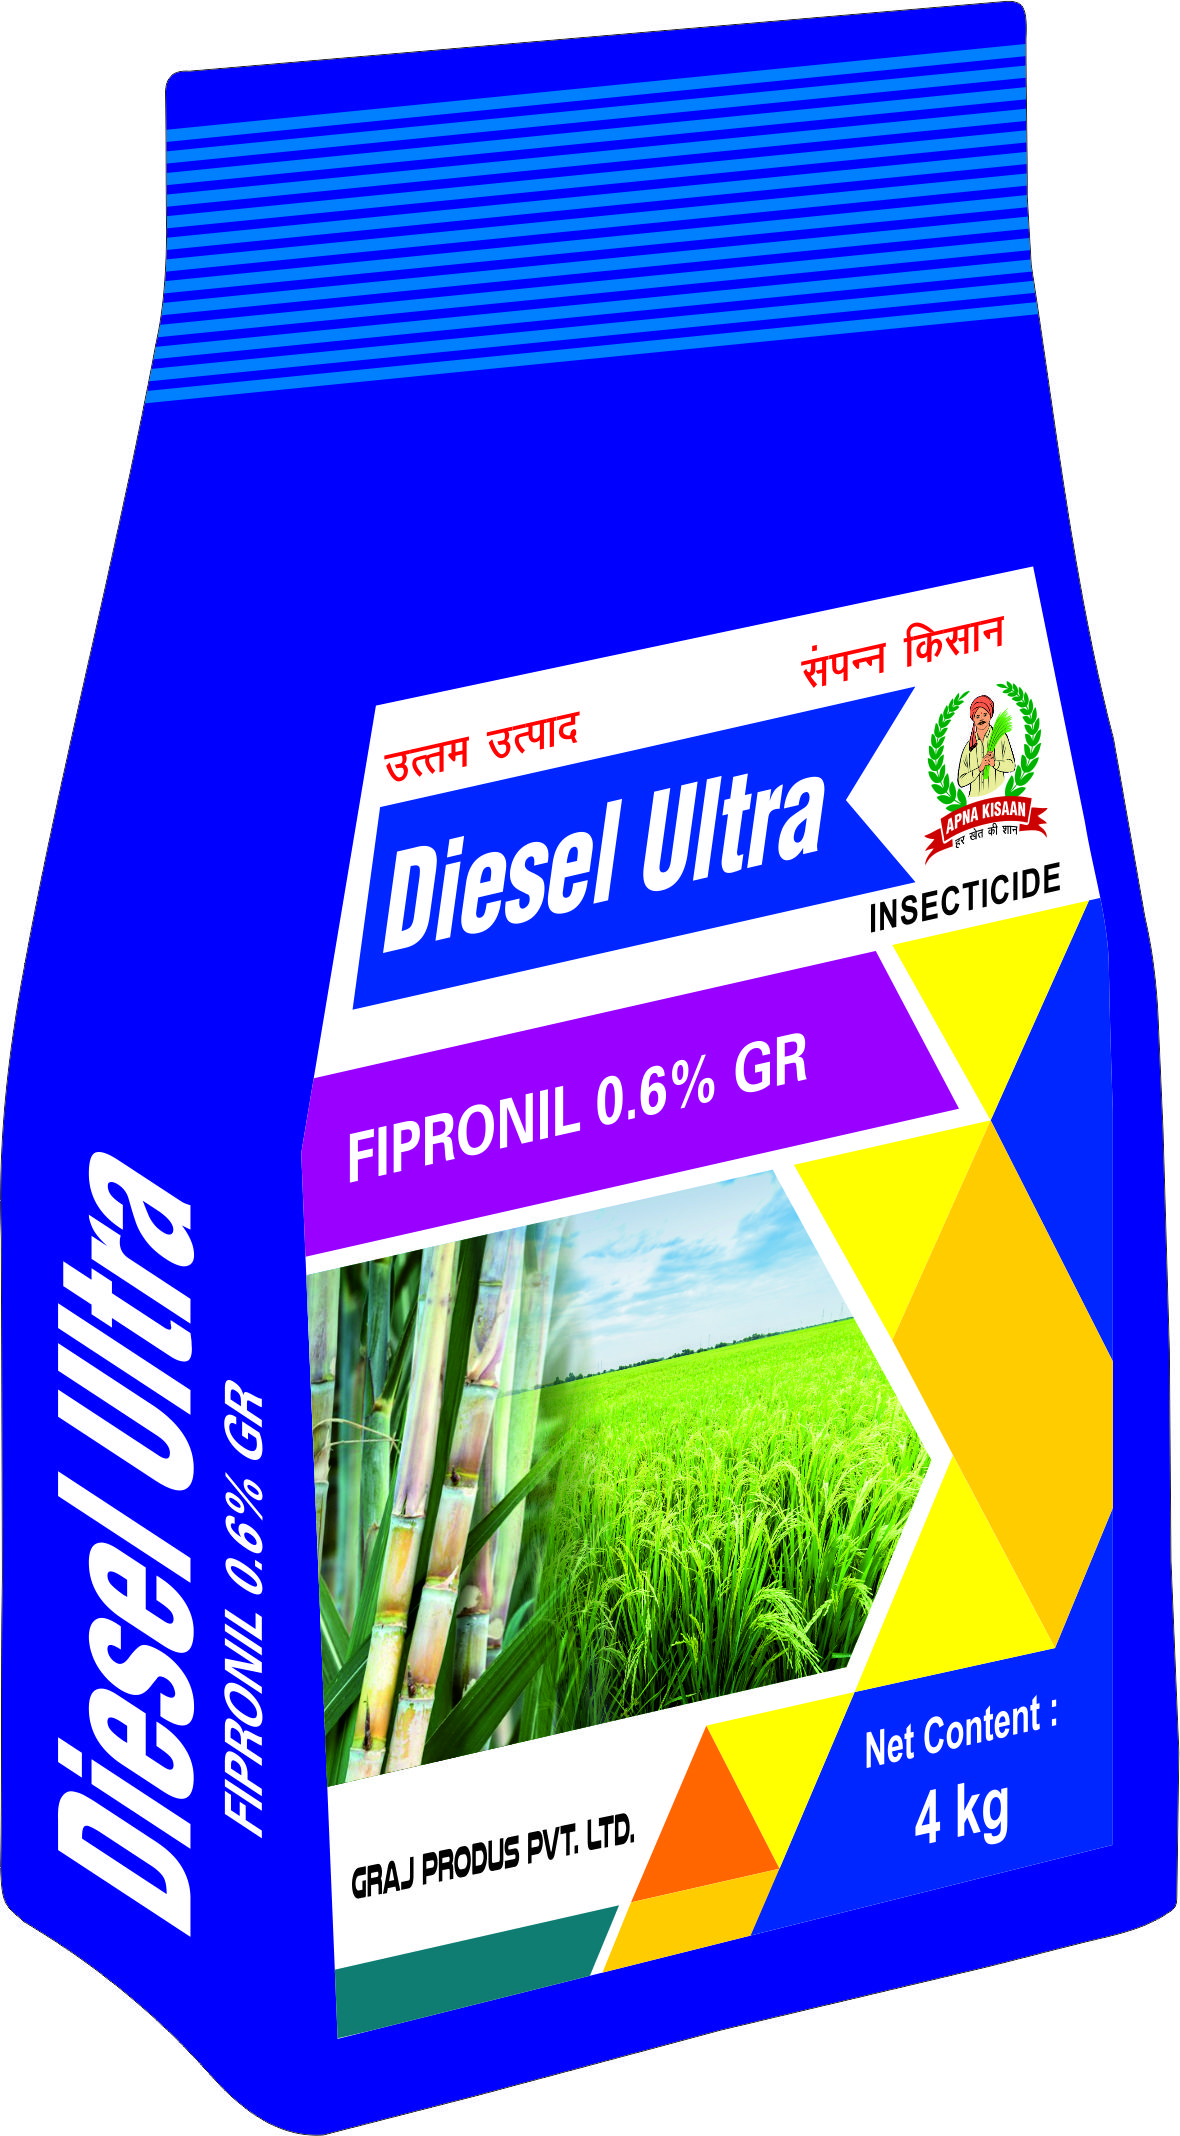 संपन्न किसान
उत्तम उत्पाद
Diesel Ultra
APNA KISAAN
हर खेत की शान
INSECTICIDE
FIPRONIL 0.6% GR
Net Content :
4 kg
GRAJ PRODUS PVT. LTD.
Diesel Ultra
FIPRONIL 0.6% GR